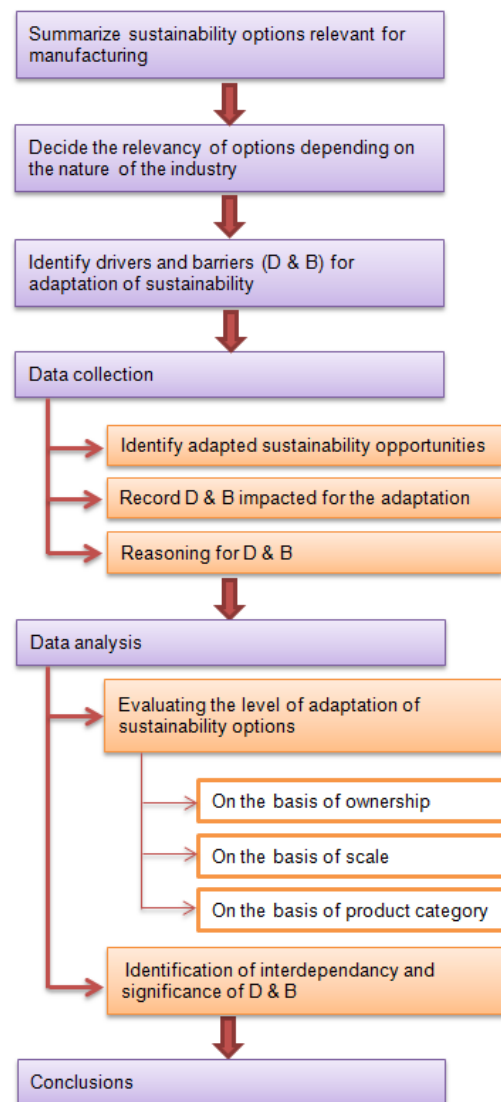 Summarize sustainability options relevant for
manufacturing
Decide the relevancy of options depending on
the nature of the industry
Identify drivers and barriers (D & B) for
adaptation of sustainability
Data collection
Identify adapted sustainability opportunities
Record D & B impacted for the adaptation
Reasoning for D & B
Data analysis
Evaluating the level of adaptation of
sustainability options
On the basis of ownership
On the basis of scale
On the basis of product category
Identification of interdependancy and
significance of D & B
Conclusions